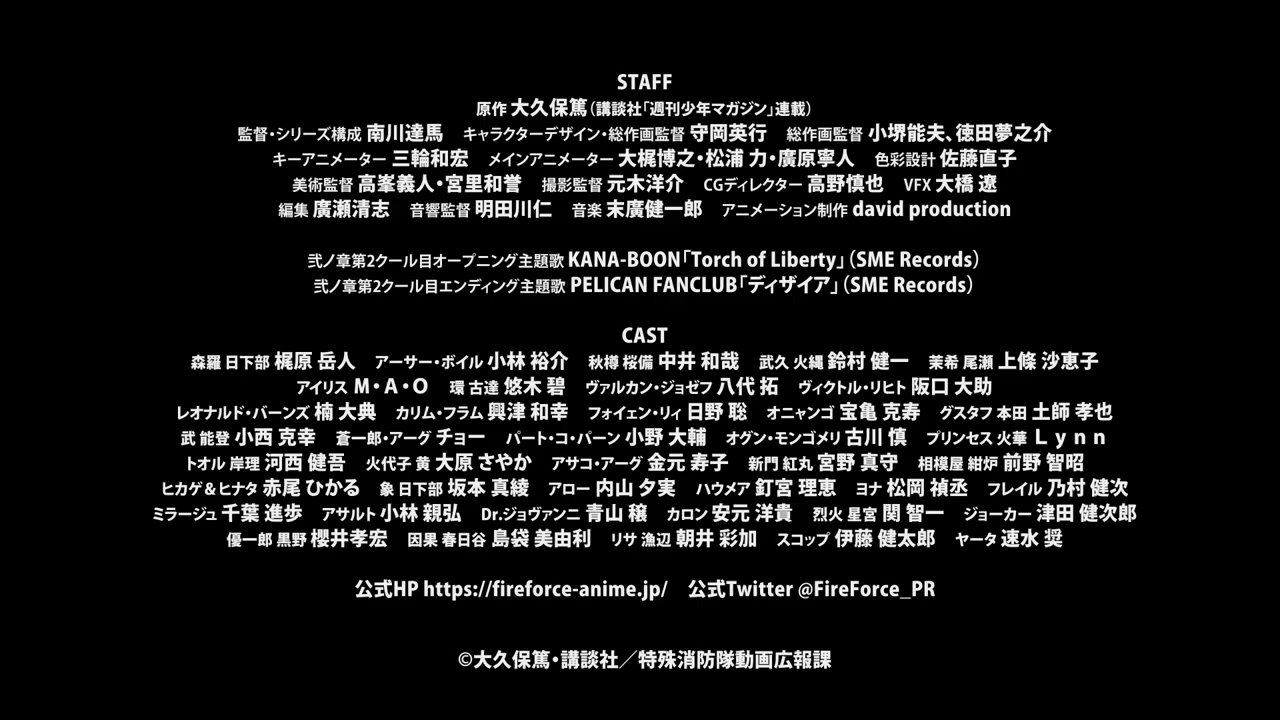 STAFF
原作 大久保篤(講談社「週刊少年マガジン」連載)
監督・シリーズ構成 南川達馬　キャラクターデザイン・総作画監督 守岡英行　総作画監督 小堺能夫、徳田夢之介
キーアニメーター 三輪和宏　メインアニメーター 大梶博之・松浦 力・廣原寧人　色彩設計 佐藤直子
美術監督 高峯義人・宮里和誉　撮影監督 元木洋介　CGディレクター 高野慎也　VFX 大橋 遼
編集 廣瀬清志　音響監督 明田川仁　音楽 末廣健一郎　アニメーション制作 david production
弐ノ章第2クール目オープニング主題歌 KANA-BOON「Torch of Liberty」(SME Records)
弐ノ章第2クール目エンディング主題歌 PELICAN FANCLUB「ディザイア」(SME Records)
CAST
森羅 日下部 梶原 岳人　アーサー・ボイル 小林 裕介　秋樽 桜備 中井 和哉　武久 火縄 鈴村 健一　茉希 尾瀬 上條 沙恵子
アイリス M・A・O　環 古達 悠木 碧　ヴァルカン・ジョゼフ 八代 拓　ヴィクトル・リヒト 阪口 大助
レオナルド・バーンズ 楠 大典　カリム・フラム 興津 和幸　フォイェン・リィ 日野 聡　オニャンゴ 宝亀 克寿　グスタフ 本田 土師 孝也
武 能登 小西 克幸　蒼一郎・アーグ チョー　パート・コ・パーン 小野 大輔　オグン・モンゴメリ 古川 慎　プリンセス 火華 Ｌｙｎｎ
トオル 岸理 河西 健吾　火代子 黄 大原 さやか　アサコ・アーグ 金元 寿子　新門 紅丸 宮野 真守　相模屋 紺炉 前野 智昭
ヒカゲ＆ヒナタ 赤尾 ひかる　象 日下部 坂本 真綾　アロー 内山 夕実　ハウメア 釘宮 理恵　ヨナ 松岡 禎丞　フレイル 乃村 健次
ミラージュ 千葉 進歩　アサルト 小林 親弘　Dr.ジョヴァンニ 青山 穣　カロン 安元 洋貴　烈火 星宮 関 智一　ジョーカー 津田 健次郎
優一郎 黒野 櫻井孝宏　因果 春日谷 島袋 美由利　リサ 漁辺 朝井 彩加　スコップ 伊藤 健太郎　ヤータ 速水 奨
公式HP https://fireforce-anime.jp/　公式Twitter @FireForce_PR
©大久保篤・講談社／特殊消防隊動画広報課